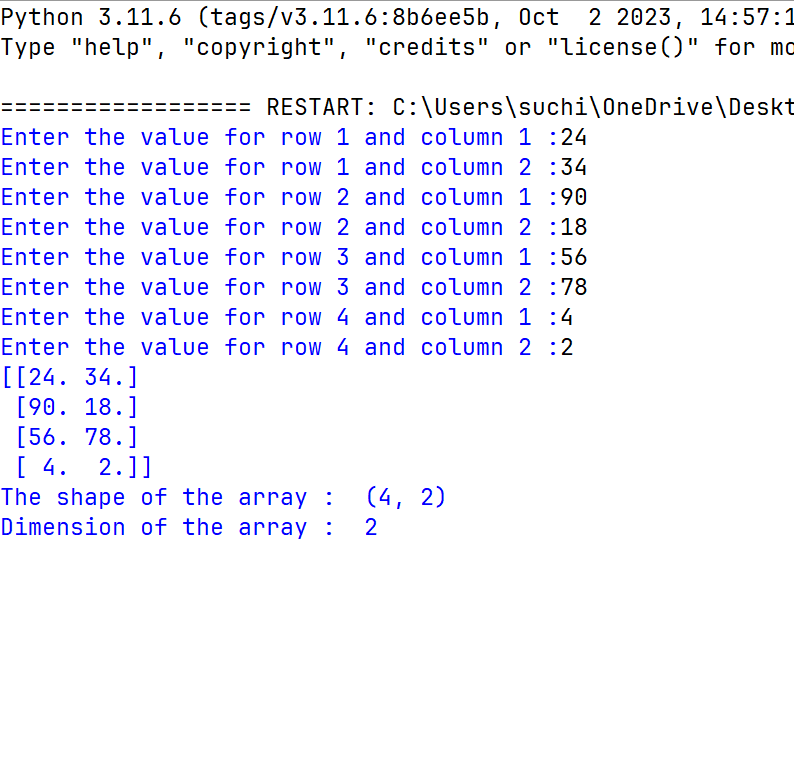 Python 3.11.6 (tags/v3.11.6:8b6ee5b, Oct  2 2023, 14:57:1
Type "help", "copyright", "credits" or "license()" for mo
================== RESTART: C:\Users\suchi\OneDrive\Deskt
Enter the value for row 1 and column 1 :24
Enter the value for row 1 and column 2 :34
Enter the value for row 2 and column 1 :90
Enter the value for row 2 and column 2 :18
Enter the value for row 3 and column 1 :56
Enter the value for row 3 and column 2 :78
Enter the value for row 4 and column 1 :4
Enter the value for row 4 and column 2 :2
[[24. 34.]
 [90. 18.]
 [56. 78.]
 [ 4.  2.]]
The shape of the array :  (4, 2)
Dimension of the array :  2